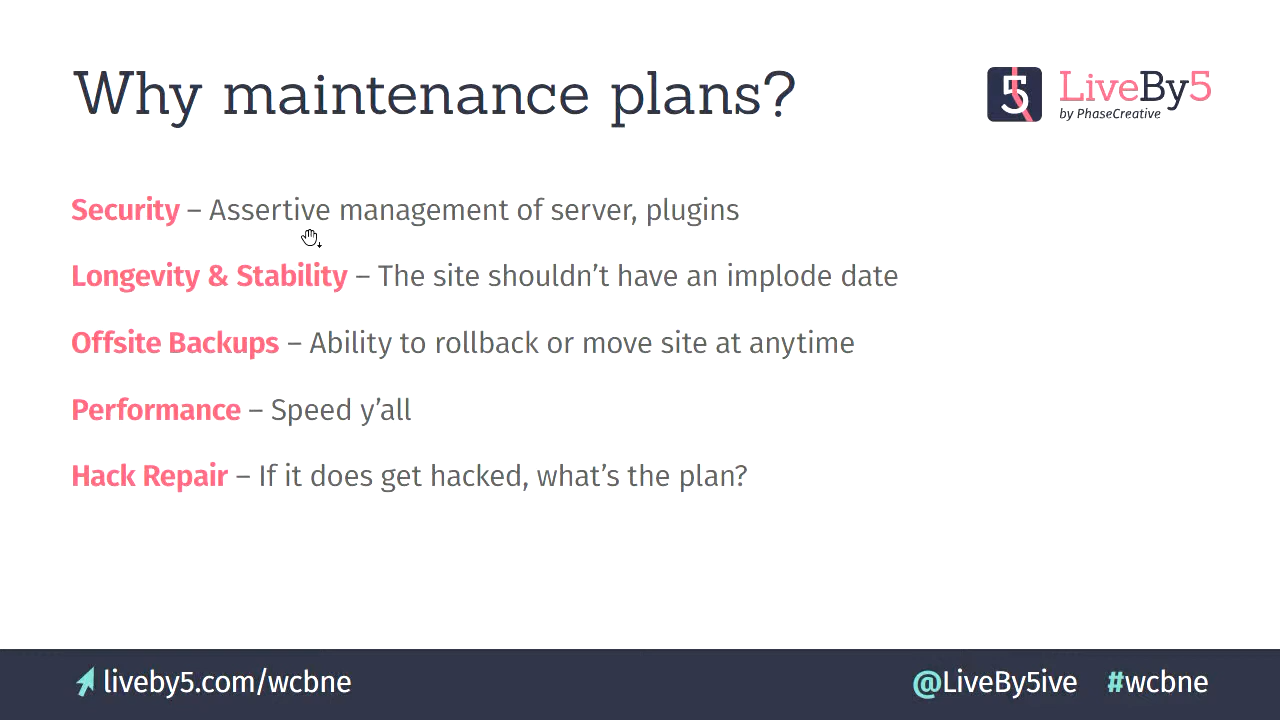 Why maintenance plans?
5 LiveBy5
by PhaseCreative
Security – Assertive management of server, plugins
Longevity & Stability – The site shouldn’t have an implode date
Offsite Backups – Ability to rollback or move site at anytime
Performance – Speed y’all
Hack Repair – If it does get hacked, what’s the plan?
liveby5.com/wcbne @LiveBy5ive #wcbne